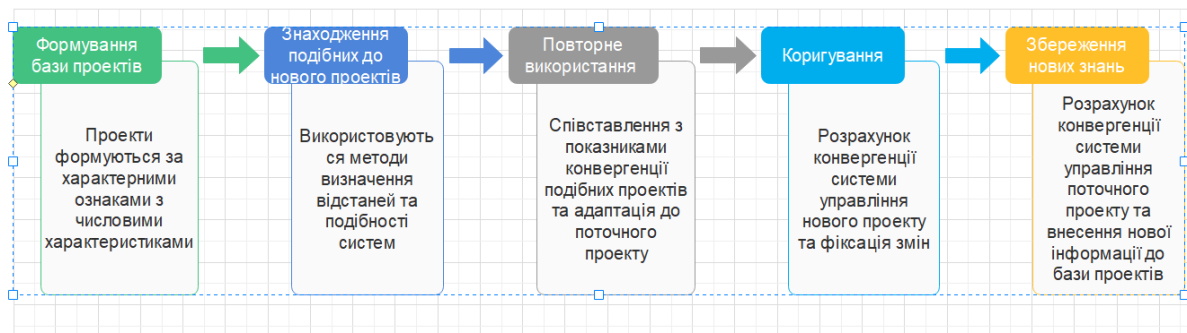 Формування
бази проектів
Знаходження
подібних до
нового проектів
Повторне
використання
Коригування
Збереження
нових знань
Проекти
формуються за
характерними
ознаками з
числовими
характеристиками
Використовують
ся методи
визначення
відстаней та
подібності
систем
Співставлення з
показниками
конвергенції
подібних проектів
та адаптація до
поточного
проекту
Розрахунок
конвергенції
системи
управління
нового проекту
та фіксація змін
Розрахунок
конвергенції
системи
управління
поточного
проекту та
внесення нової
інформації до
бази проектів